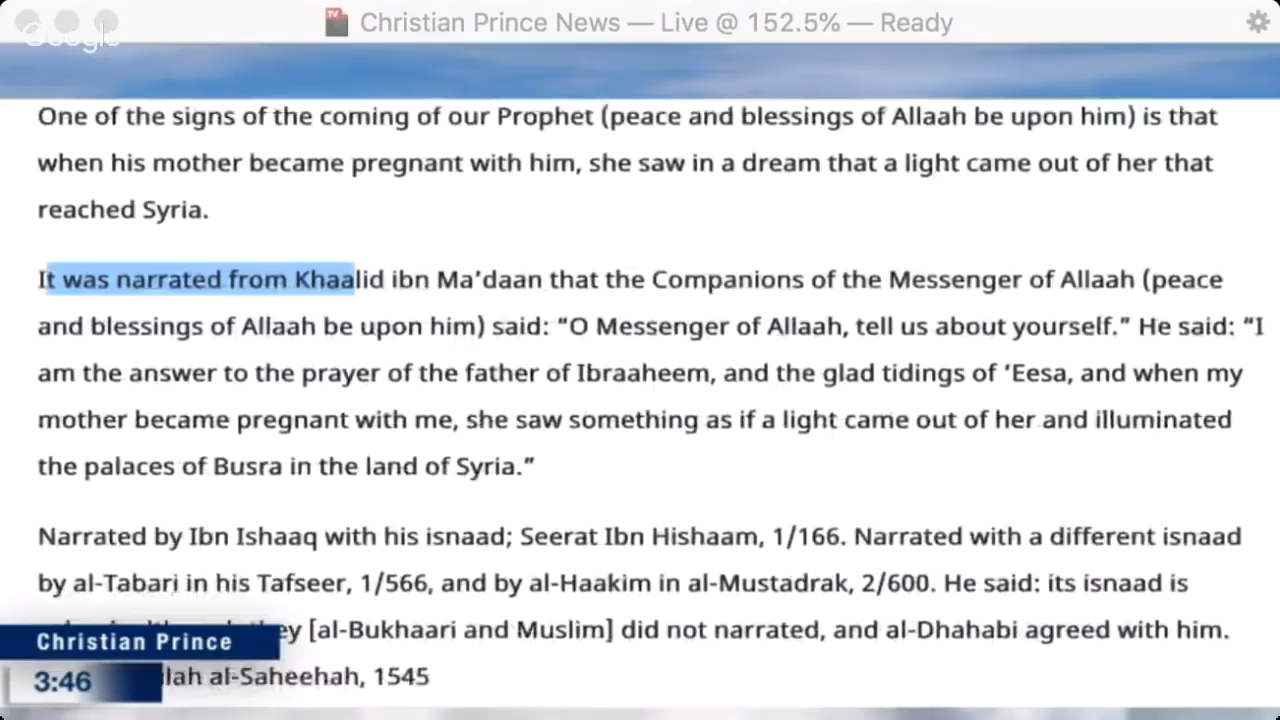 Christian Prince News — Live @ 152.5% — Ready
Google
One of the signs of the coming of our Prophet (peace and blessings of Allaah be upon him) is that
when his mother became pregnant with him, she saw in a dream that a light came out of her that
reached Syria.
It was narrated from Khaalid ibn Ma’daan that the Companions of the Messenger of Allaah (peace
and blessings of Allaah be upon him) said: “O Messenger of Allaah, tell us about yourself.” He said: “I
am the answer to the prayer of the father of Ibraaheem, and the glad tidings of ‘Eesa, and when my
mother became pregnant with me, she saw something as if a light came out of her and illuminated
the palaces of Busra in the land of Syria.”
Narrated by Ibn Ishaaq with his isnaad; Seerat Ibn Hishaam, 1/166. Narrated with a different isnaad
by al-Tabari in his Tafseer, 1/566, and by al-Haakim in al-Mustadrak, 2/600. He said: its isnaad is
[al-Bukhaari and Muslim] did not narrated, and al-Dhahabi agreed with him.
Christian Prince
al-Saheehah, 1545
3:46